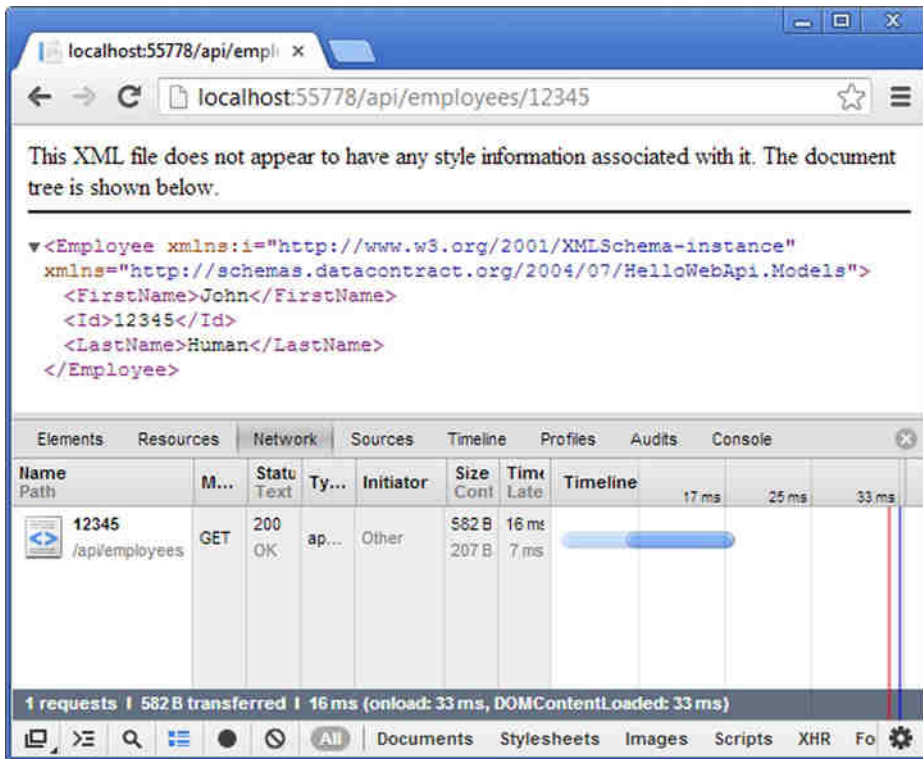 localhost:55778/api/empl
localhost:55778/api/employees/12345
This XML file does not appear to have any style information associated with it. The document
tree is shown below.
<Employee xmlns:i="http://www.w3.org/2001/XMLSchema-instance"
xmlns="http://schemas.datacontract.org/2004/07/HelloWebApi.Models">
<FirstName>John</FirstName>
<Id>12345</Id>
<LastName>Human</LastName>
</Employee>
Elements Resources Network Sources Timeline Profiles Audits Console
Name M... Statu Ty... Initiator Size Time Timeline 17 ms 25 ms 33 ms
Path Text Cont Late
12345 GET 200 ap... Other 582 B 16 ms
/api/employees OK 207 B 7 ms
1 requests | 582 B transferred | 16 ms (onload: 33 ms, DOMContentLoaded: 33 ms)
All Documents Stylesheets Images Scripts XHR Fo